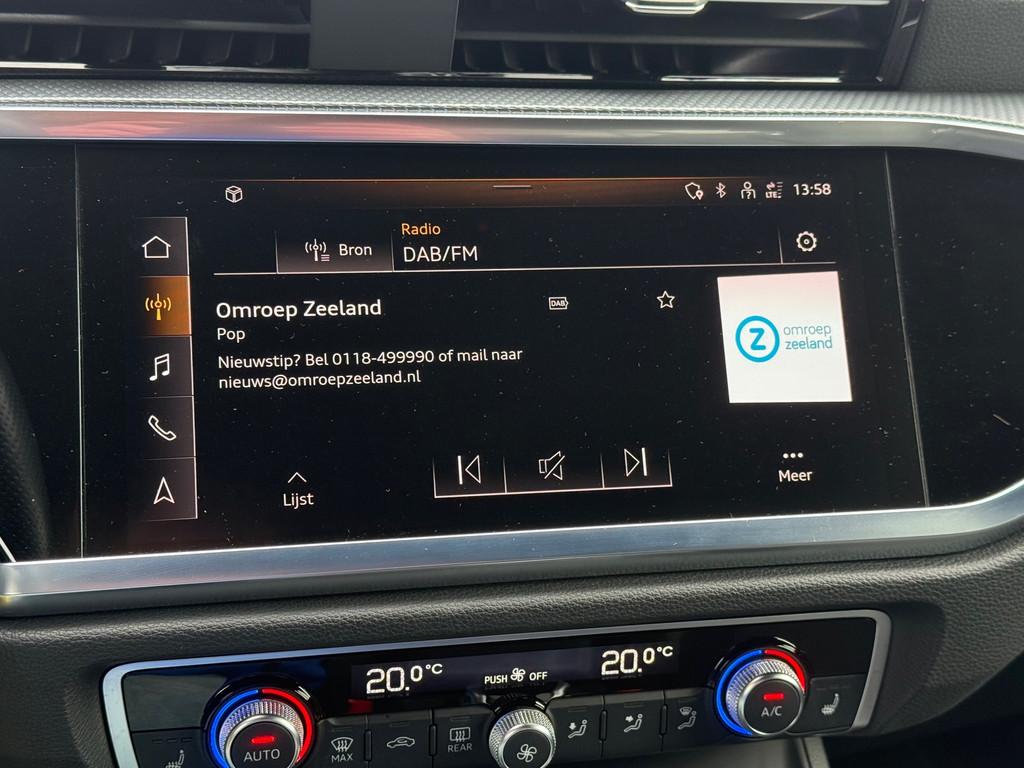 LTE
13:58
Radio
Bron
DAB/FM
Omroep Zeeland
DAB
Pop
Nieuwstip? Bel 0118-499990 of mail naar
nieuws@omroepzeeland.nl
Z omroep
zeeland
Lijst
Meer
20.0°C
PUSH OFF
20.0°C
AUTO
MAX
REAR
A/C